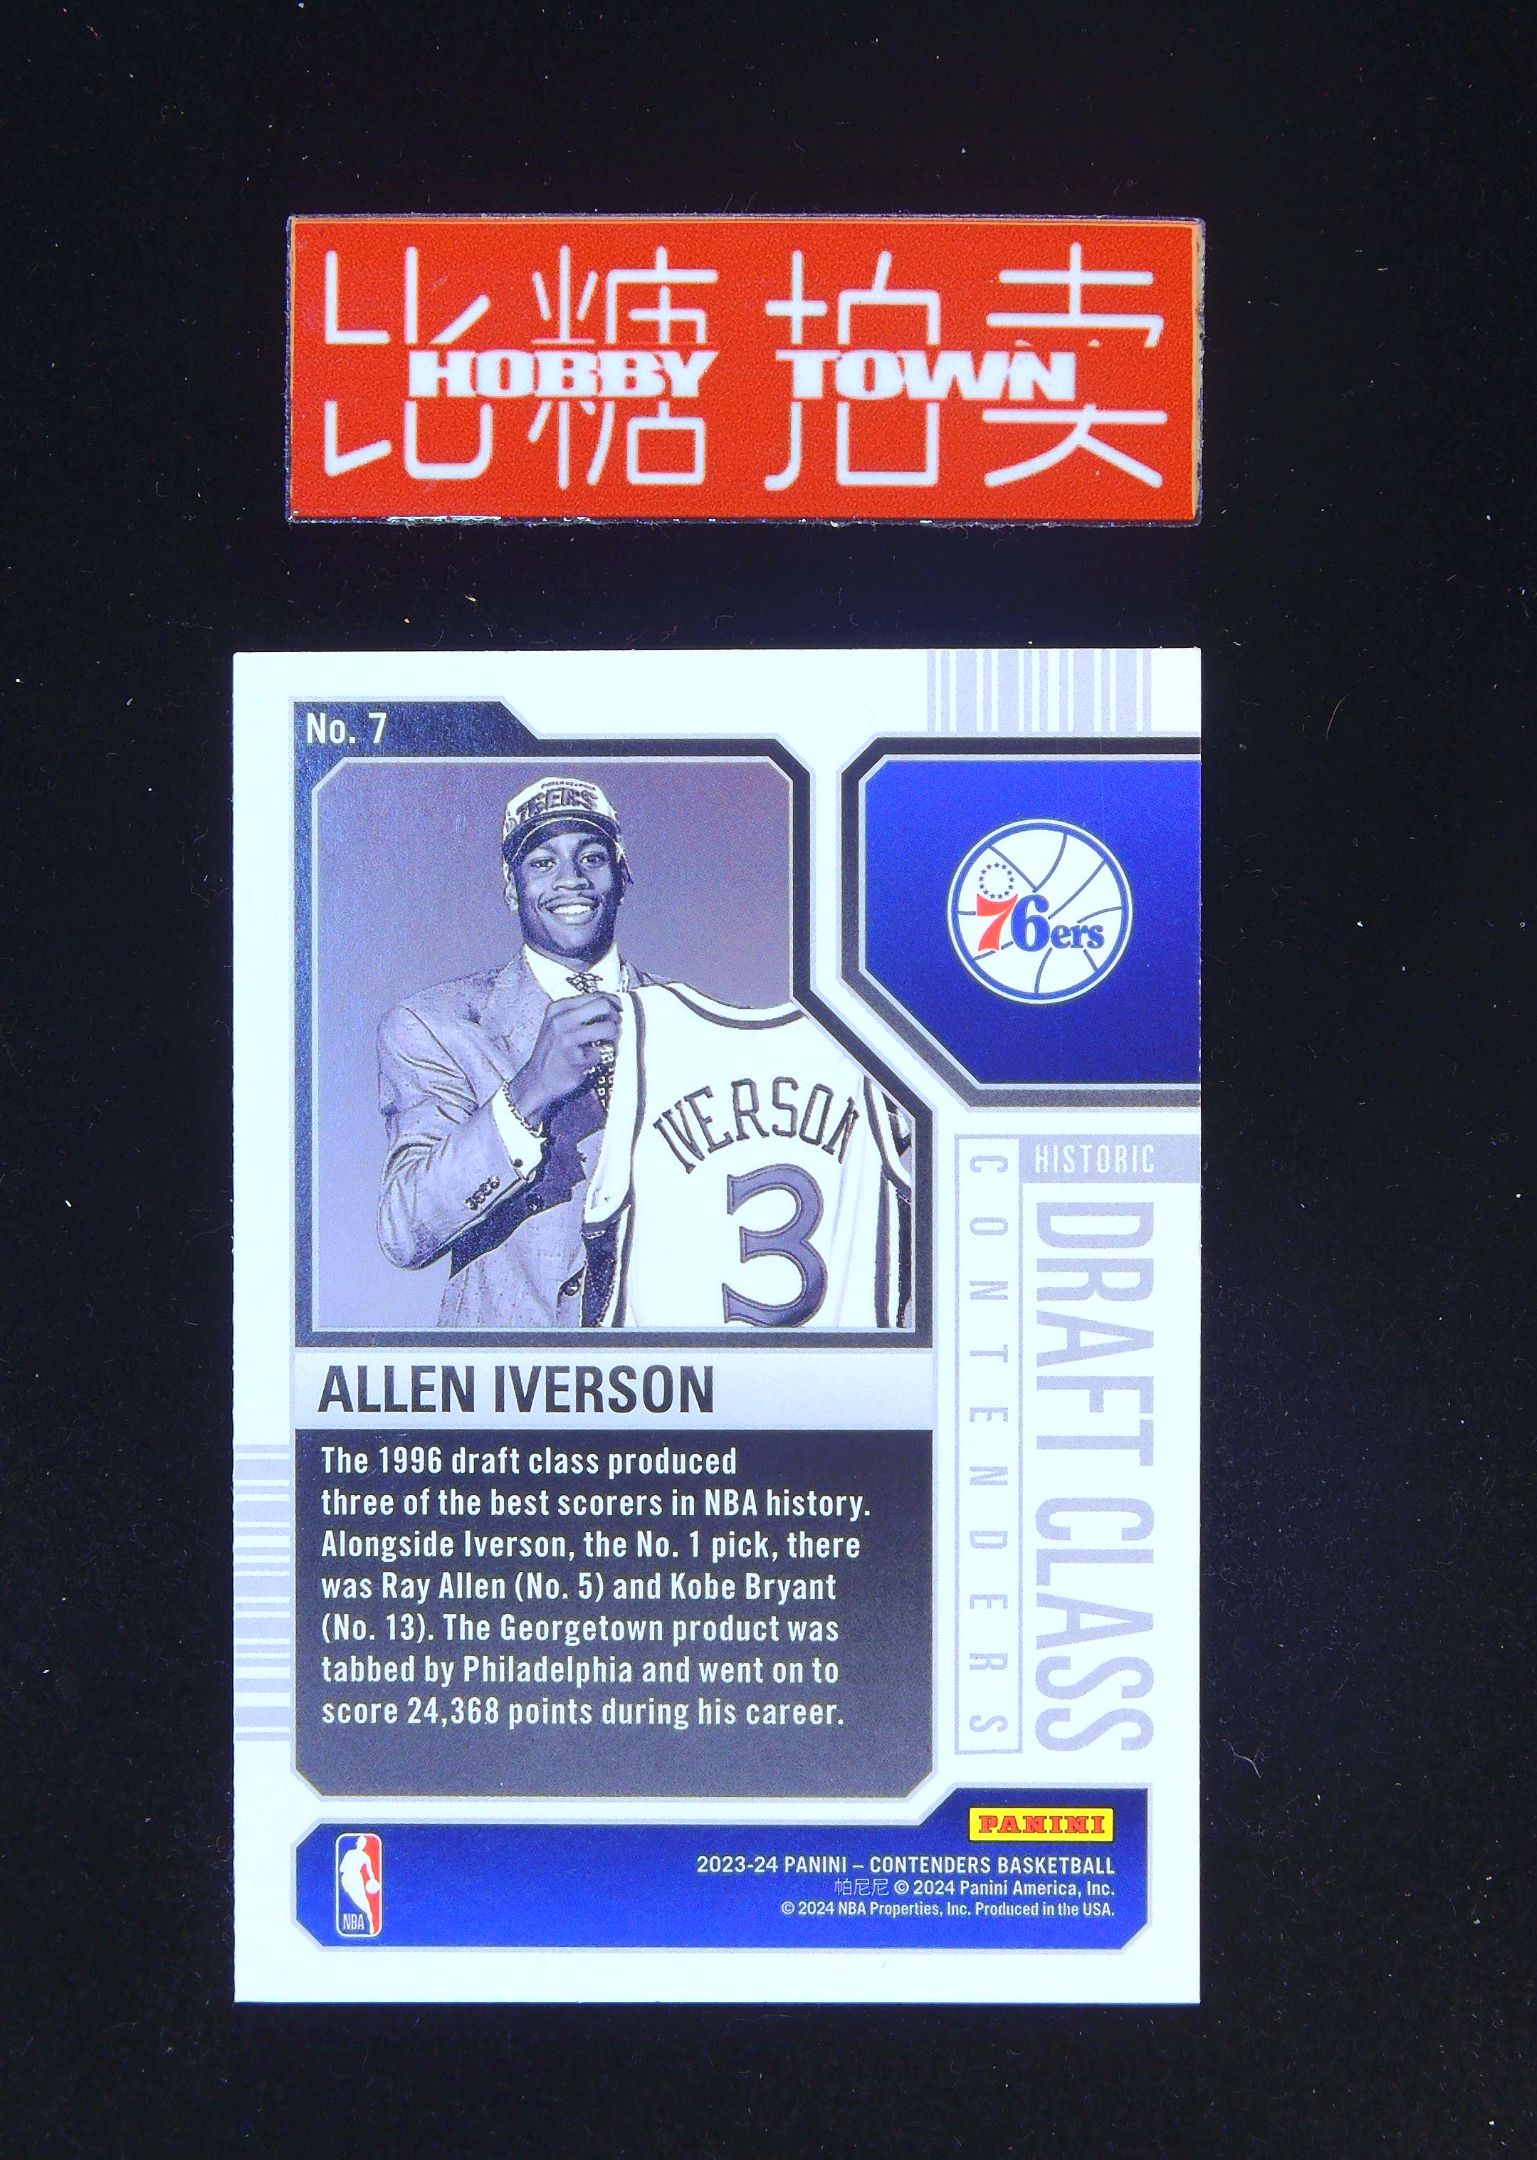 比糖拍卖
HOBBY TOWN
No. 7
76ERS
76ers
IVERSON
3
HISTORIC
DRAFT CLASS
CONTENDERS
ALLEN IVERSON
The 1996 draft class produced
three of the best scorers in NBA history.
Alongside Iverson, the No. 1 pick, there
was Ray Allen (No. 5) and Kobe Bryant
(No. 13). The Georgetown product was
tabbed by Philadelphia and went on to
score 24,368 points during his career.
PANINI
NBA
2023-24 PANINI – CONTENDERS BASKETBALL
帕尼尼 © 2024 Panini America, Inc.
© 2024 NBA Properties, Inc. Produced in the USA.